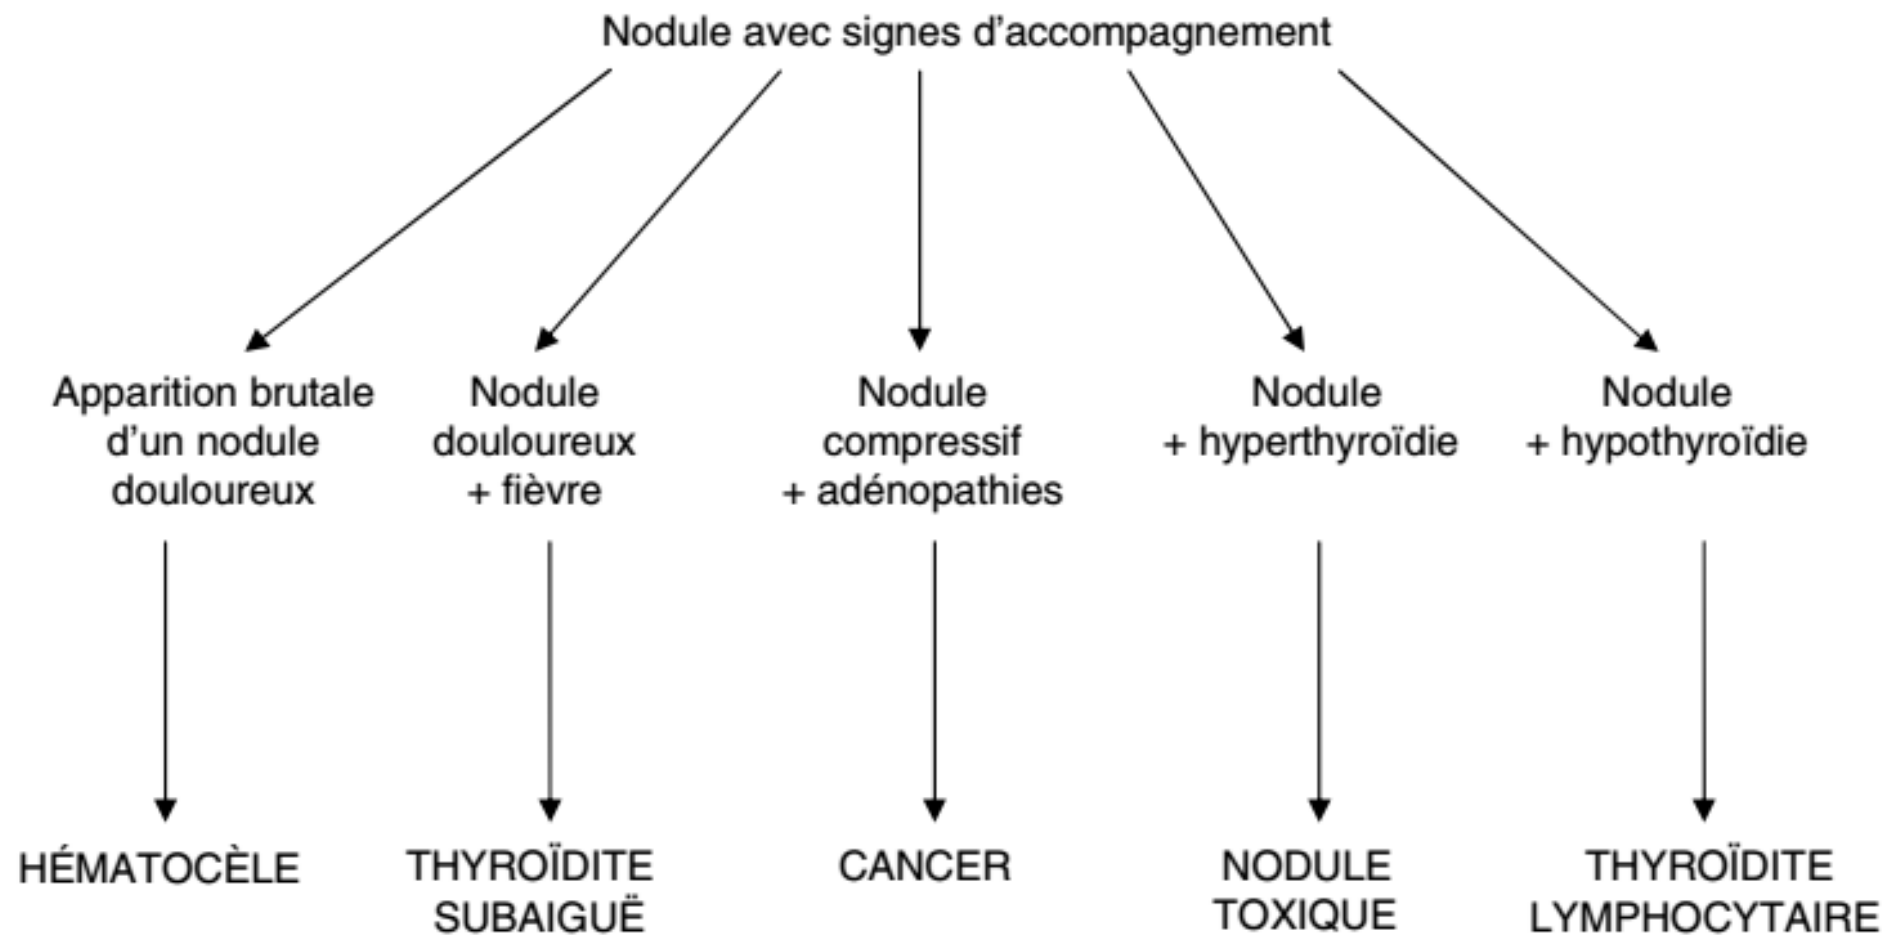 Nodule avec signes d'accompagnement
Apparition brutale
d'un nodule
douloureux
Nodule
douloureux
+ fièvre
Nodule
compressif
+ adénopathies
Nodule
+ hyperthyroïdie
Nodule
+ hypothyroïdie
HÉMATOCÈLE
THYROÏDITE
SUBAIGUË
CANCER
NODULE
TOXIQUE
THYROÏDITE
LYMPHOCYTAIRE